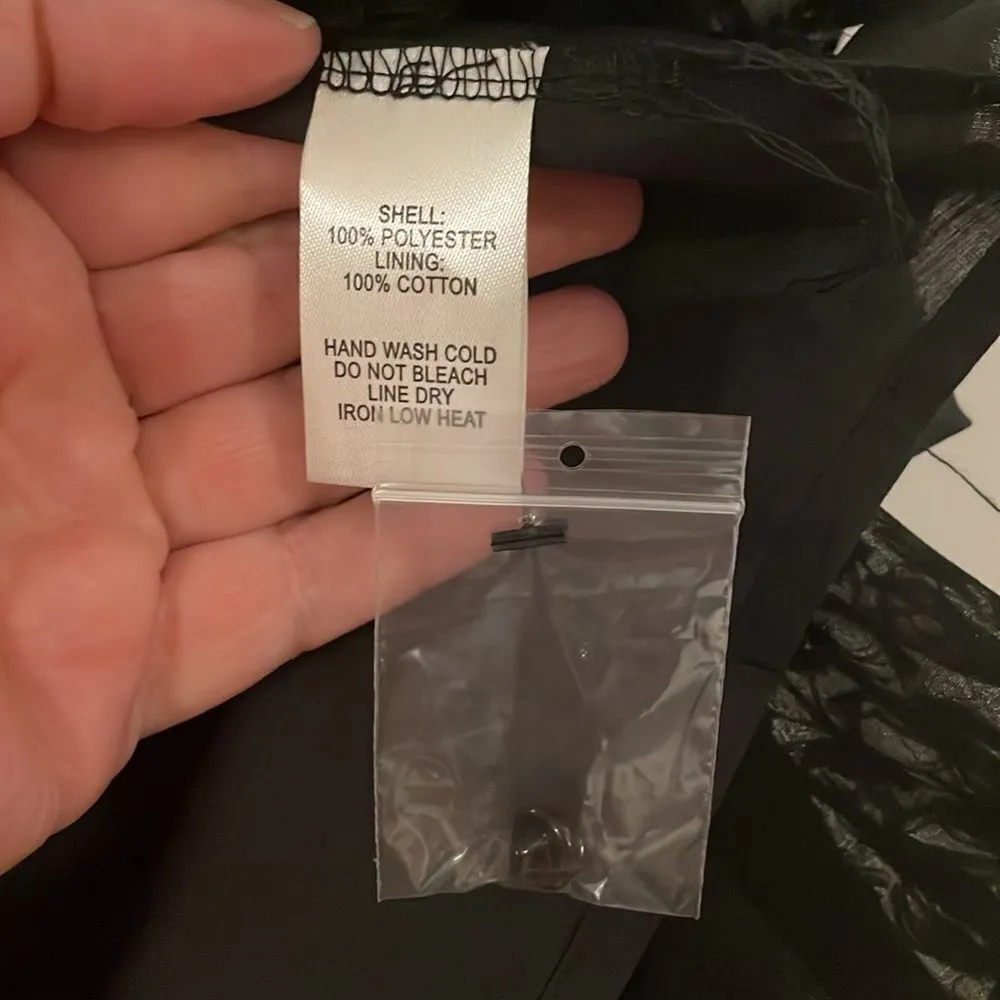 SHELL:
100% POLYESTER
LINING:
100% COTTON
HAND WASH COLD
DO NOT BLEACH
LINE DRY
IRON LOW HEAT